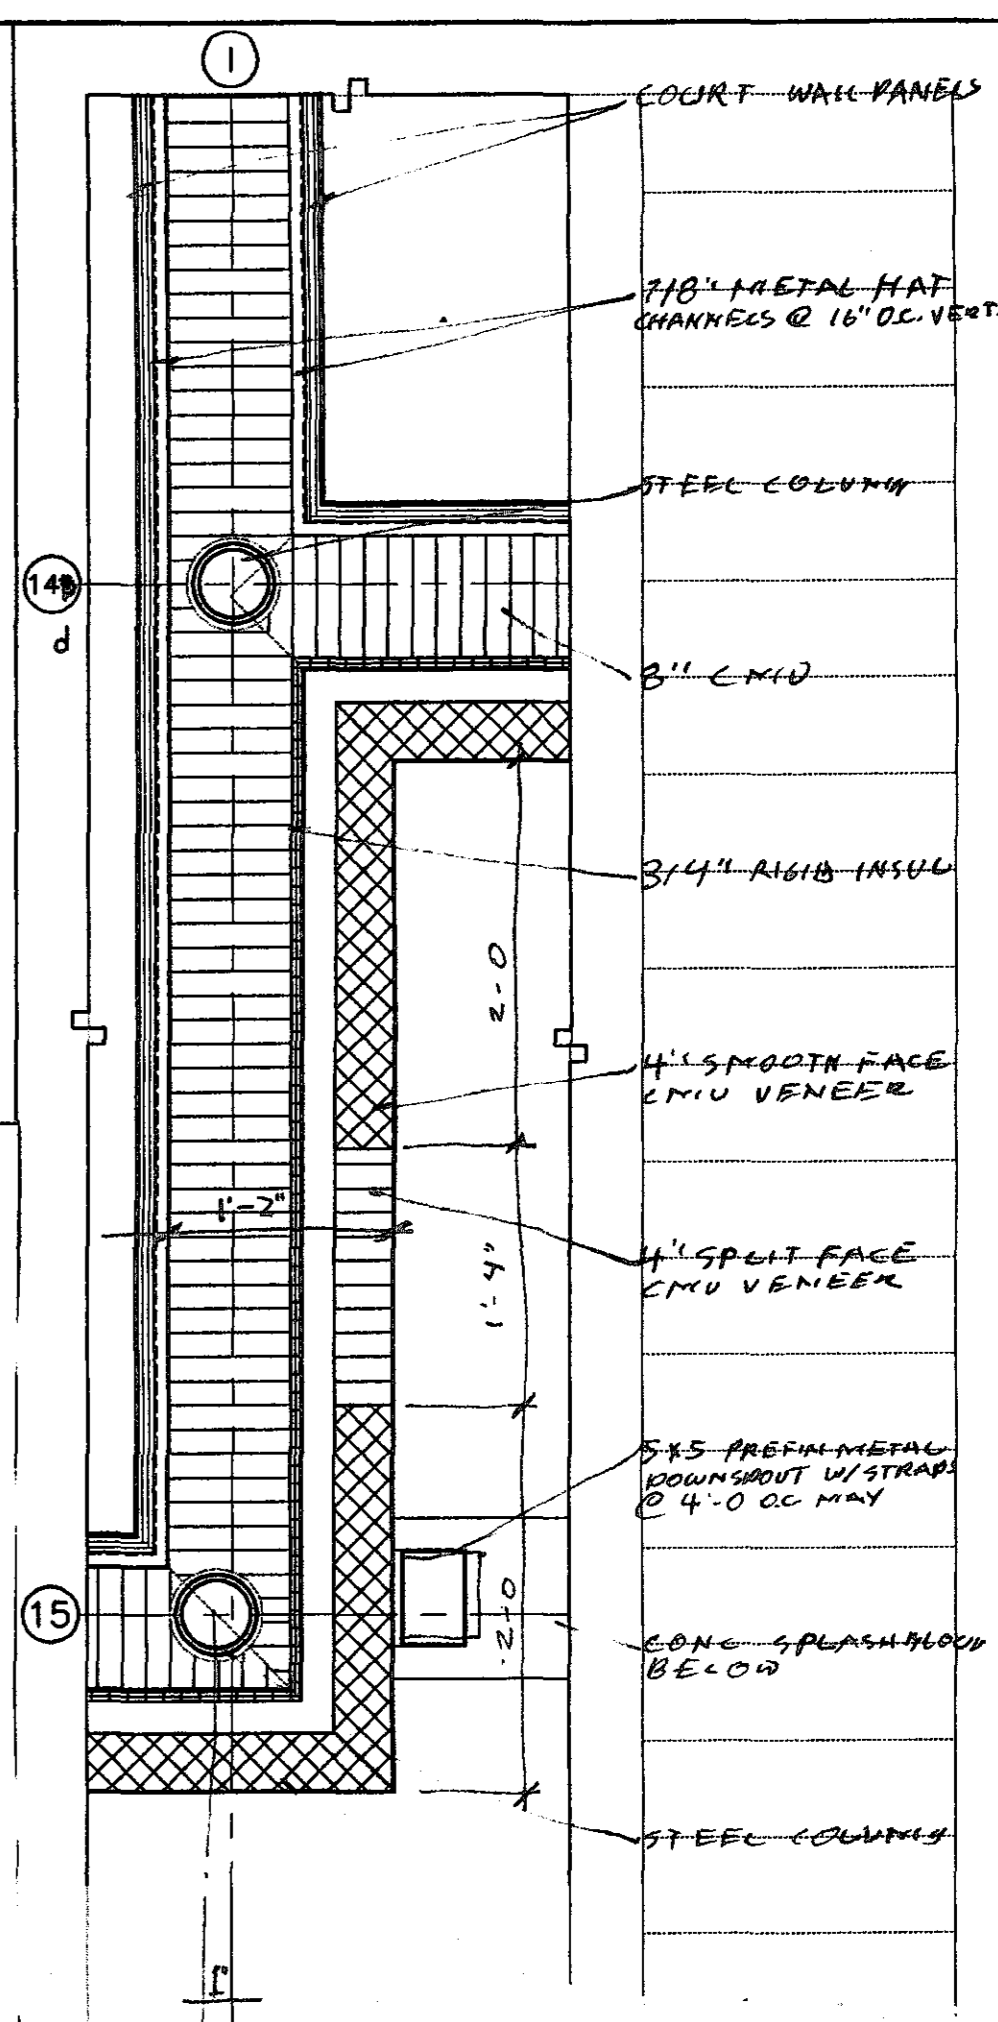 1
COURT WALL PANELS
7/8" METAL HAT
CHANNELS @ 16" O.C. VERT.
STEEL COLUMN
14
d
8" CMU
3/4" RIGID INSUL
2-0
4" SMOOTH FACE
CMU VENEER
1'-2"
1'-4"
4" SPLIT FACE
CMU VENEER
5x5 PREFIN METAL
DOWNSPOUT W/ STRAPS
@ 4'-0 OC MAX
15
2-0
CONC SPLASHBLOCK
BELOW
STEEL COLUMN
1"